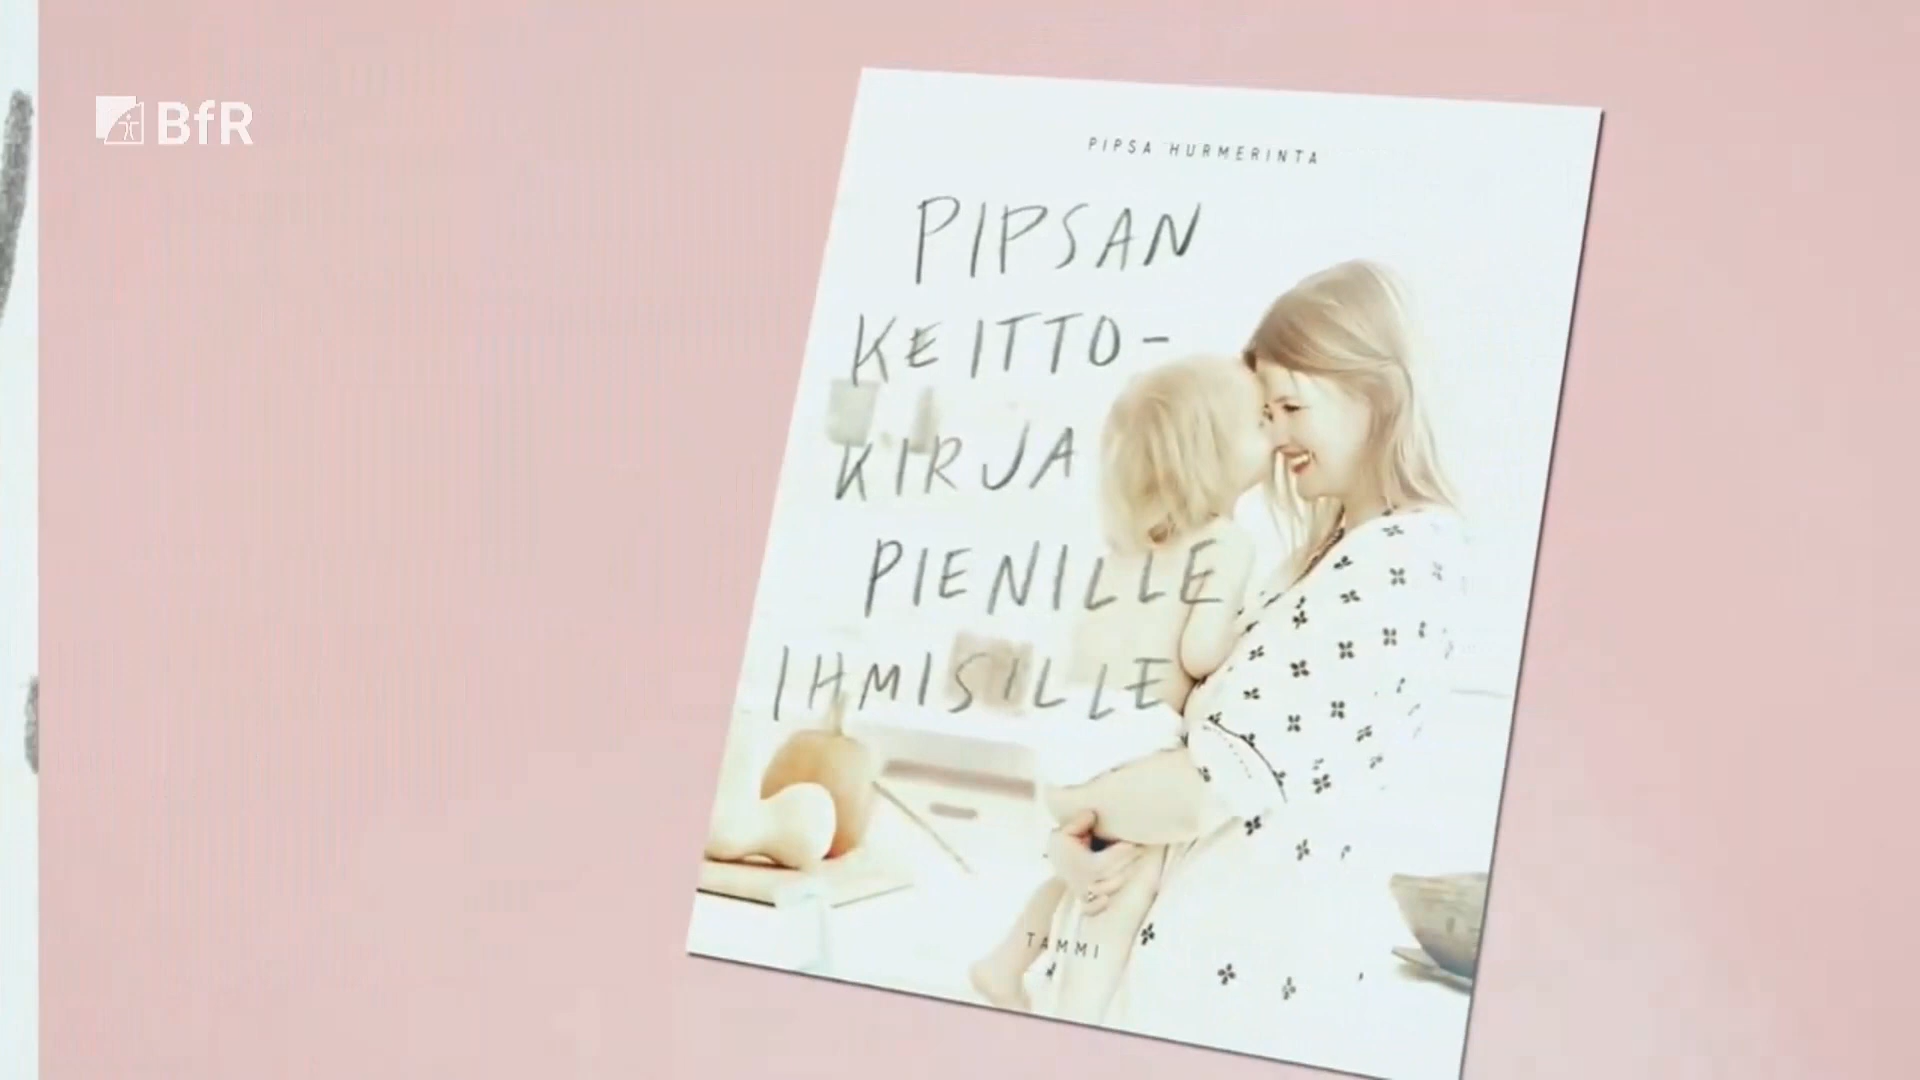 BfR
PIPSA HURMERINTA
PIPSAN
KEITTO-
KIRJA
PIENILLE
IHMISILLE
TAMMI